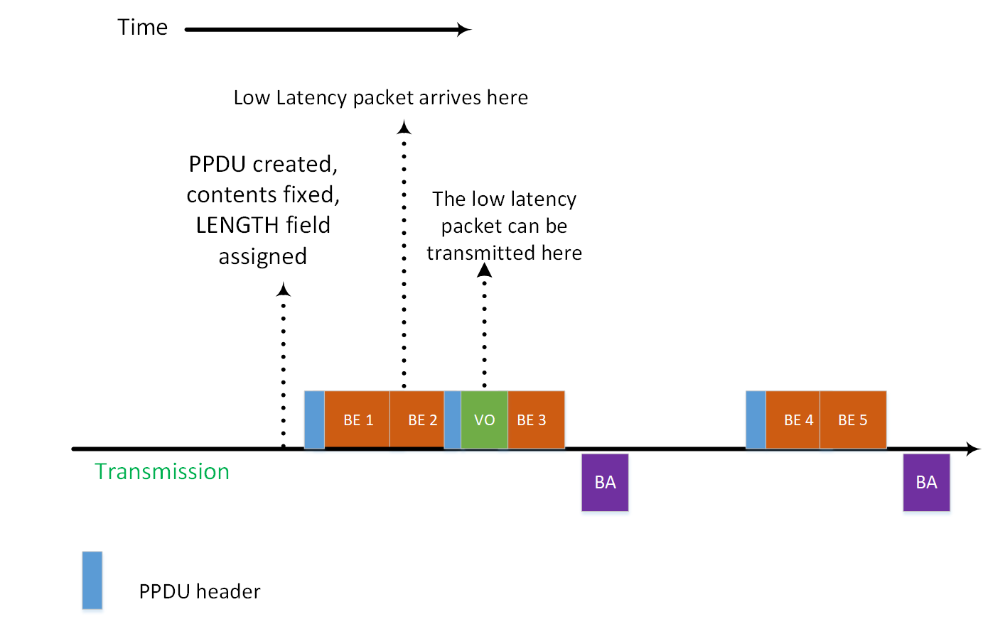 Time
Low Latency packet arrives here
PPDU created,
contents fixed,
LENGTH field
assigned
The low latency
packet can be
transmitted here
BE 1
BE 2
VO
BE 3
BE 4
BE 5
Transmission
BA
BA
PPDU header